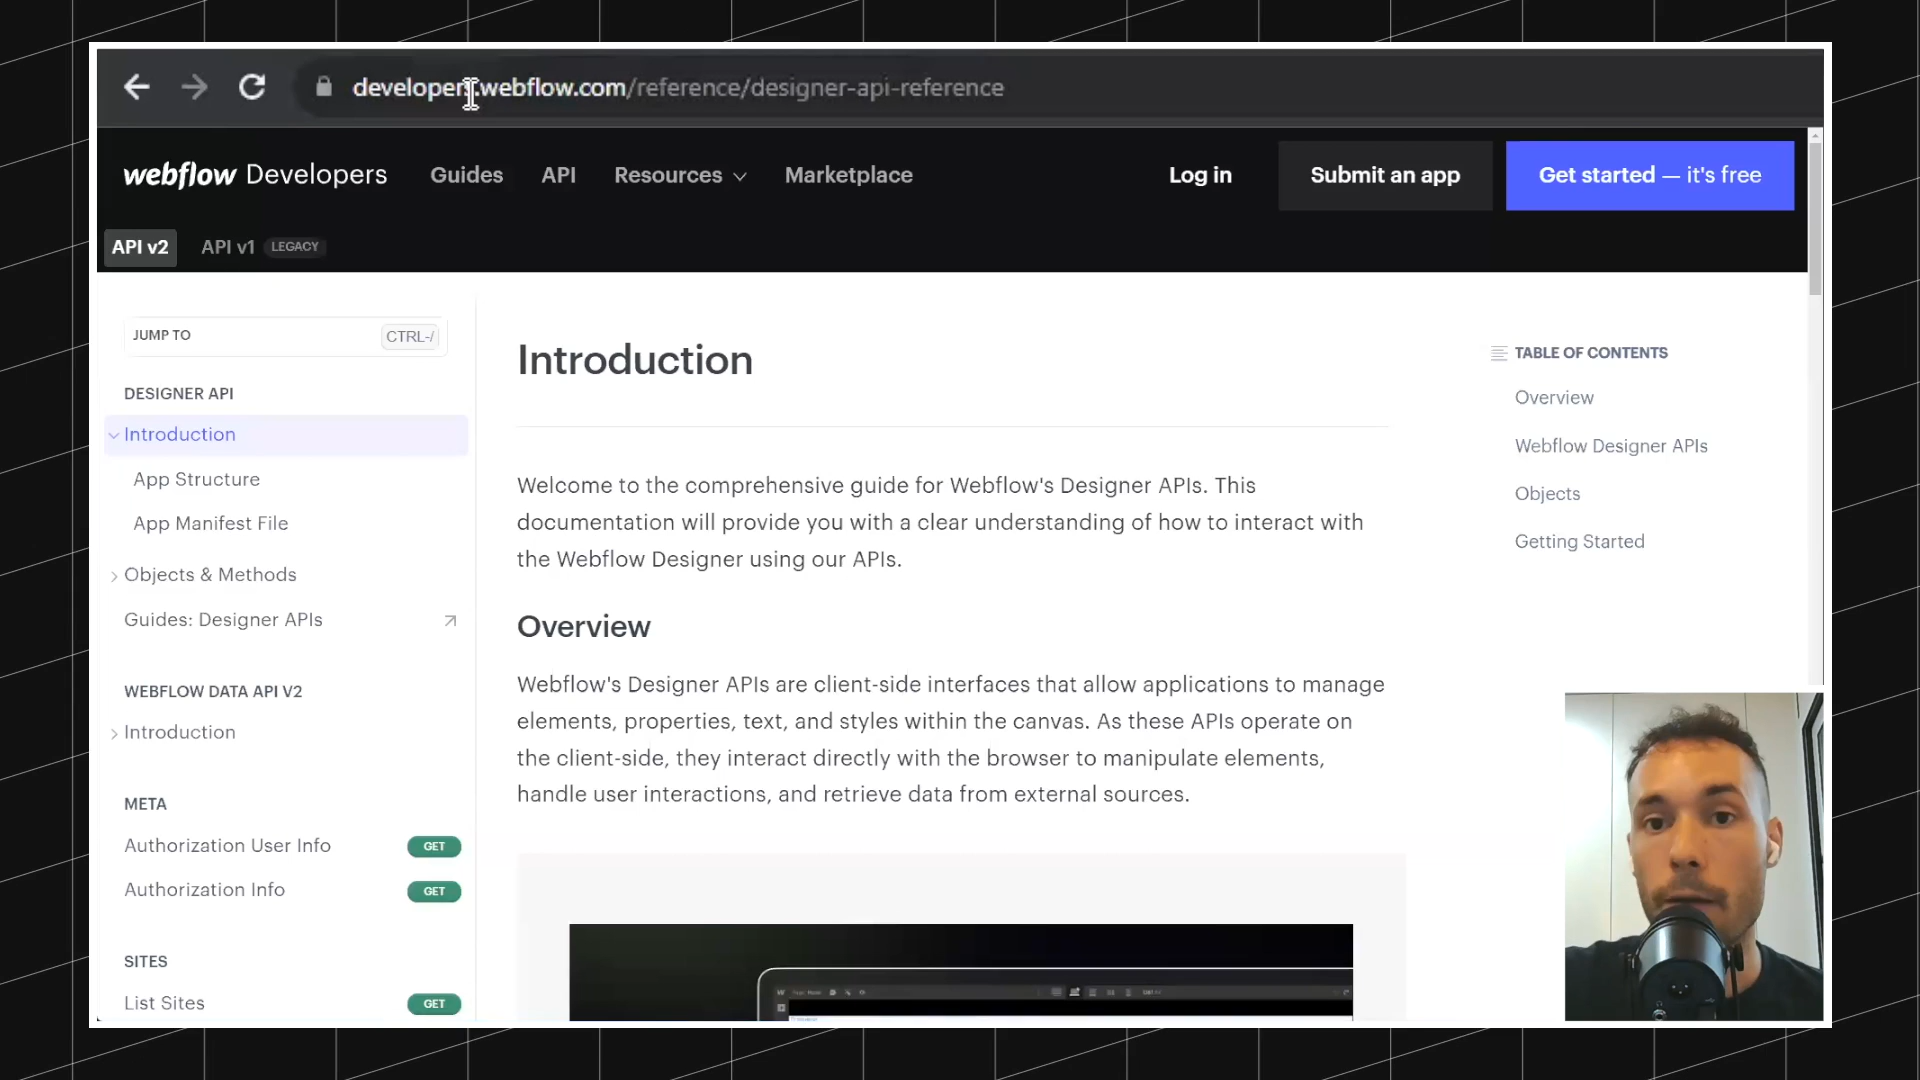 developers.webflow.com/reference/designer-api-reference
webflow Developers Guides API Resources Marketplace Log in Submit an app Get started — it's free
API v2 API v1 LEGACY
JUMP TO CTRL-/
DESIGNER API
Introduction
App Structure
App Manifest File
Objects & Methods
Guides: Designer APIs
WEBFLOW DATA API V2
Introduction
META
Authorization User Info GET
Authorization Info GET
SITES
List Sites GET
Introduction
Welcome to the comprehensive guide for Webflow's Designer APIs. This
documentation will provide you with a clear understanding of how to interact with
the Webflow Designer using our APIs.
Overview
Webflow's Designer APIs are client-side interfaces that allow applications to manage
elements, properties, text, and styles within the canvas. As these APIs operate on
the client-side, they interact directly with the browser to manipulate elements,
handle user interactions, and retrieve data from external sources.
TABLE OF CONTENTS
Overview
Webflow Designer APIs
Objects
Getting Started